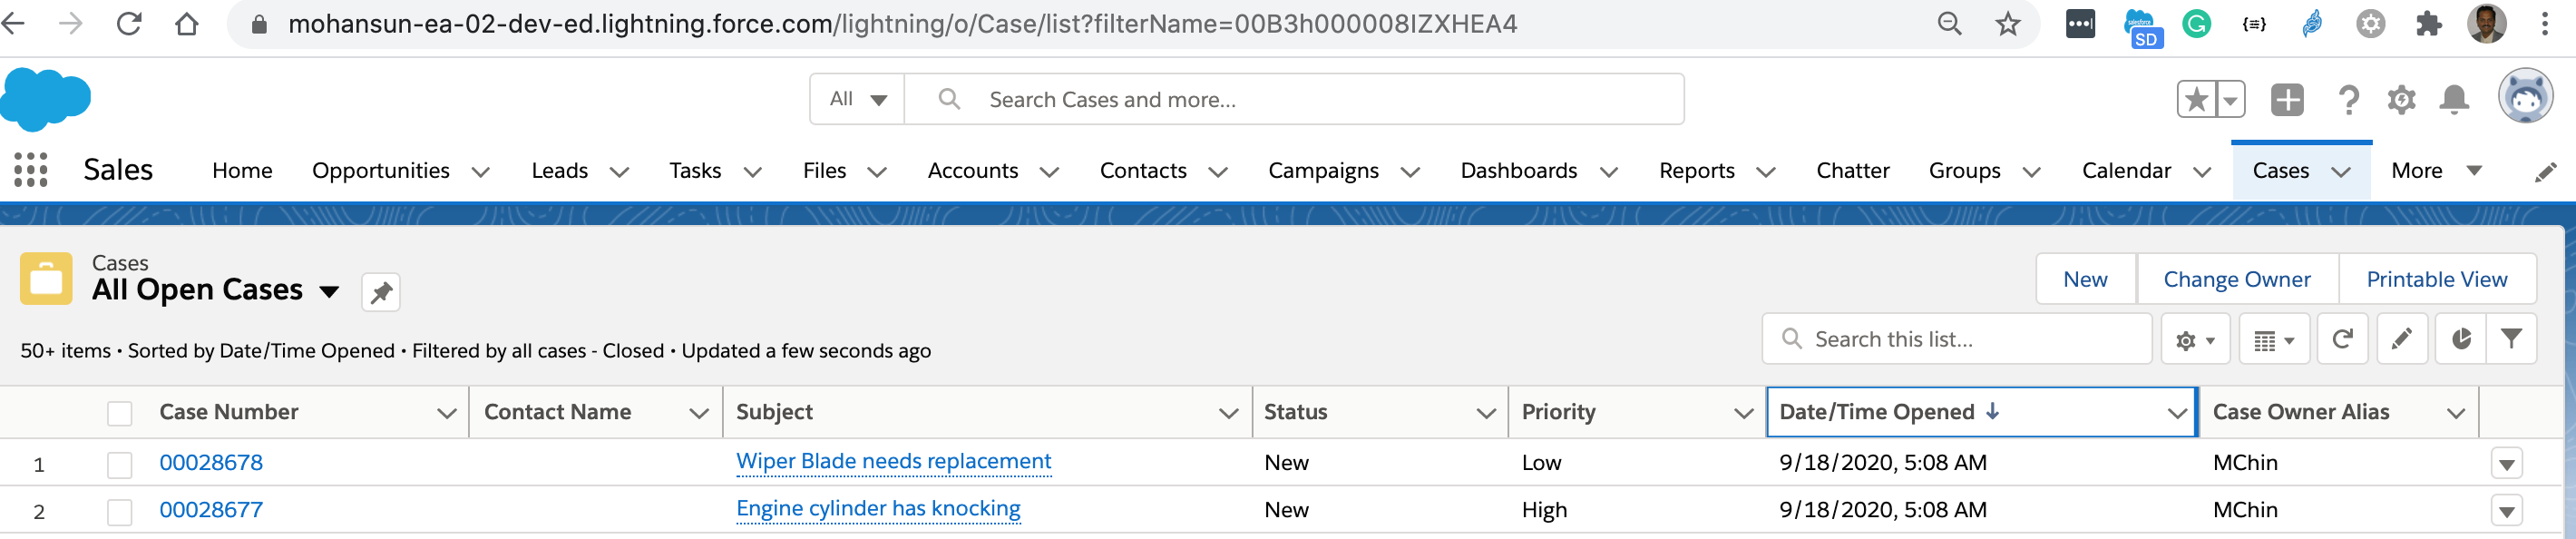 mohansun-ea-02-dev-ed.lightning.force.com/lightning/o/Case/list?filterName=00B3h000008IZXHEA4
salesforce
SD
All
Search Cases and more...
Sales Home Opportunities Leads Tasks Files Accounts Contacts Campaigns Dashboards Reports Chatter Groups Calendar Cases More
Cases
All Open Cases
New Change Owner Printable View
50+ items • Sorted by Date/Time Opened • Filtered by all cases - Closed • Updated a few seconds ago
Search this list...
Case Number Contact Name Subject Status Priority Date/Time Opened ↓ Case Owner Alias
1 00028678 Wiper Blade needs replacement New Low 9/18/2020, 5:08 AM MChin
2 00028677 Engine cylinder has knocking New High 9/18/2020, 5:08 AM MChin